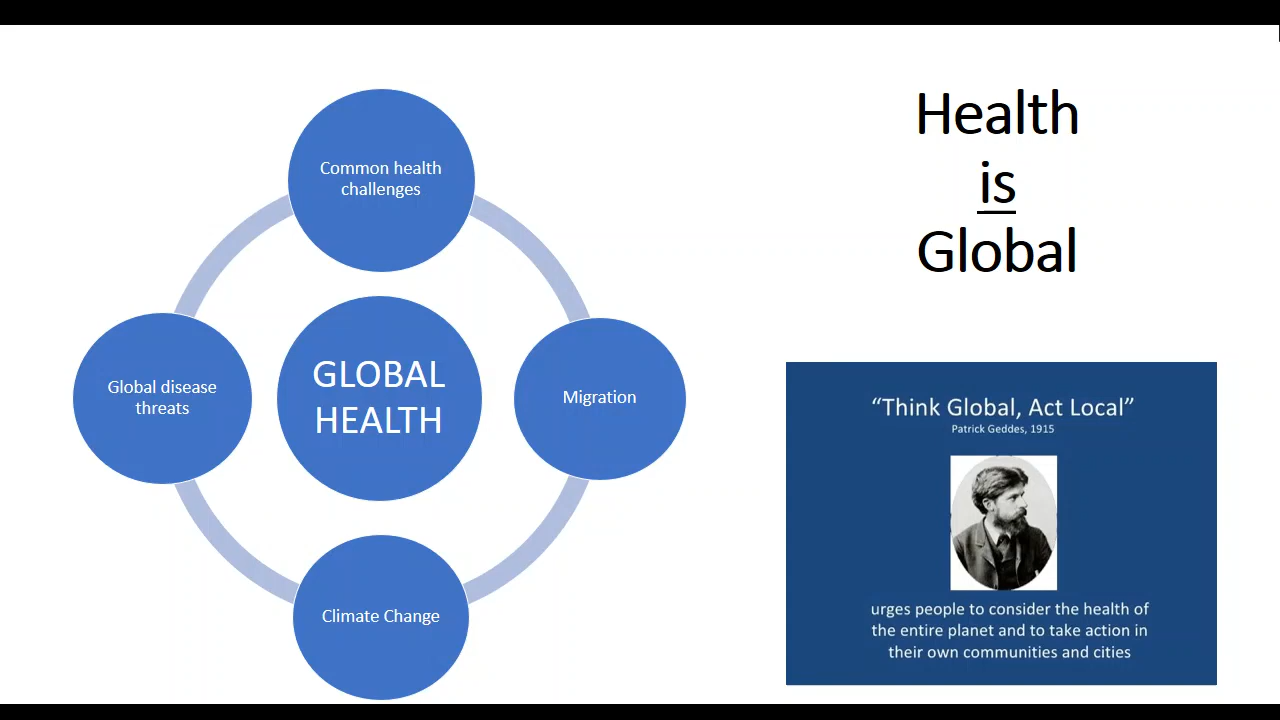 Common health
challenges
Global disease
threats
GLOBAL
HEALTH
Migration
Climate Change
Health
is
Global
“Think Global, Act Local”
Patrick Geddes, 1915
urges people to consider the health of
the entire planet and to take action in
their own communities and cities